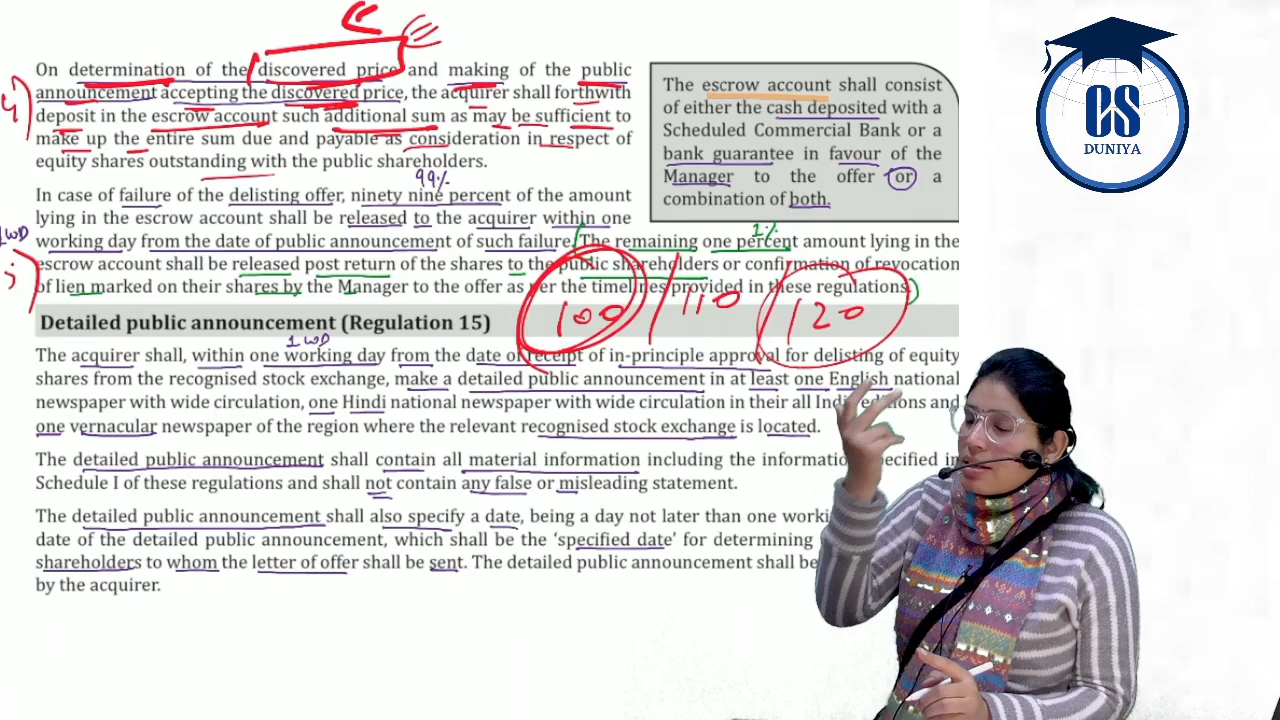 On determination of the discovered price and making of the public
announcement accepting the discovered price, the acquirer shall forthwith
deposit in the escrow account such additional sum as may be sufficient to
make up the entire sum due and payable as consideration in respect of
equity shares outstanding with the public shareholders.
The escrow account shall consist
of either the cash deposited with a
Scheduled Commercial Bank or a
bank guarantee in favour of the
Manager to the offer or a
combination of both.
99%
In case of failure of the delisting offer, ninety nine percent of the amount
lying in the escrow account shall be released to the acquirer within one
1WD
1%
working day from the date of public announcement of such failure. The remaining one percent amount lying in the
escrow account shall be released post return of the shares to the public shareholders or confirmation of revocation
of lien marked on their shares by the Manager to the offer as per the timelines provided in these regulations.
100 / 110 120
Detailed public announcement (Regulation 15)
1 WD
The acquirer shall, within one working day from the date of receipt of in-principle approval for delisting of equity
shares from the recognised stock exchange, make a detailed public announcement in at least one English national
newspaper with wide circulation, one Hindi national newspaper with wide circulation in their all editions and
one vernacular newspaper of the region where the relevant recognised stock exchange is located.
The detailed public announcement shall contain all material information including the in
Schedule I of these regulations and shall not contain any false or misleading statement.
The detailed public announcement shall also specify a date, being a day not later than one
date of the detailed public announcement, which shall be the ‘specified date’ for determining
shareholders to whom the letter of offer shall be sent. The detailed public announcement shall be
by the acquirer.
CS
DUNIYA